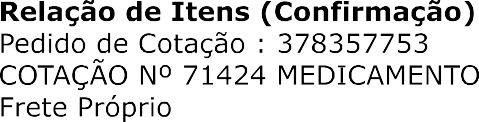 Relação de Itens (Confirmação)
Pedido de Cotação : 378357753
COTAÇÃO Nº 71424 MEDICAMENTO
Frete Próprio